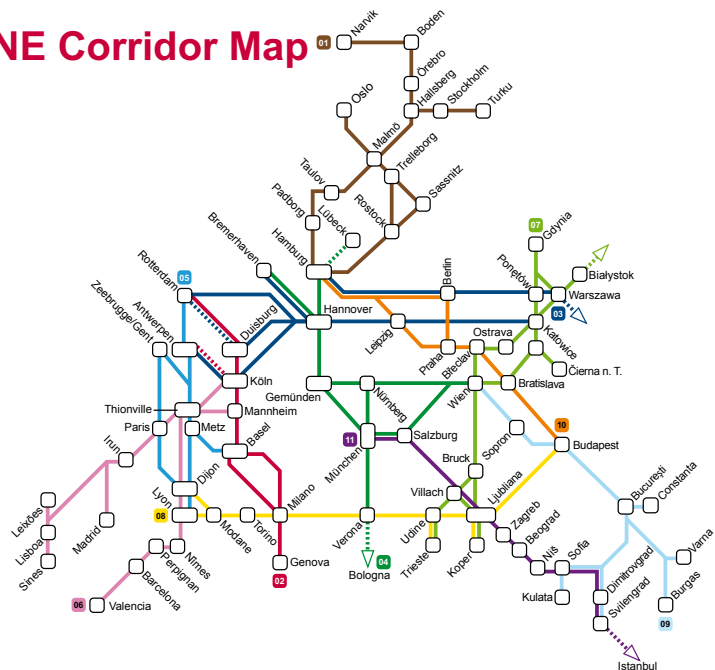 NE Corridor Map
01
Narvik
Boden
Örebro
Hallsberg
Stockholm
Turku
Oslo
Malmö
Trelleborg
Taulov
Sassnitz
Padborg
Lübeck
Rostock
Hamburg
Bremerhaven
07
Gdynia
Białystok
Poņętów
Warszawa
03
Berlin
05
Rotterdam
Zeebrugge/Gent
Antwerpen
Duisburg
Hannover
Leipzig
Praha
Ostrava
Katowice
Břeclav
Čierna n. T.
Köln
Gemünden
Nürnberg
Wien
Bratislava
Thionville
Mannheim
Paris
Metz
Basel
11
München
Salzburg
Sopron
10
Budapest
Irun
Dijon
Bruck
Ljubljana
București
Constanta
Villach
Zagreb
Leixões
Lisboa
Sines
Madrid
Lyon
08
Modane
Torino
Milano
Verona
Udine
Trieste
Koper
Beograd
Niš
Sofia
Dimitrovgrad
Varna
Nîmes
Perpignan
Barcelona
Genova
02
Bologna
04
Kulata
Svilengrad
Burgas
09
06
Valencia
Istanbul